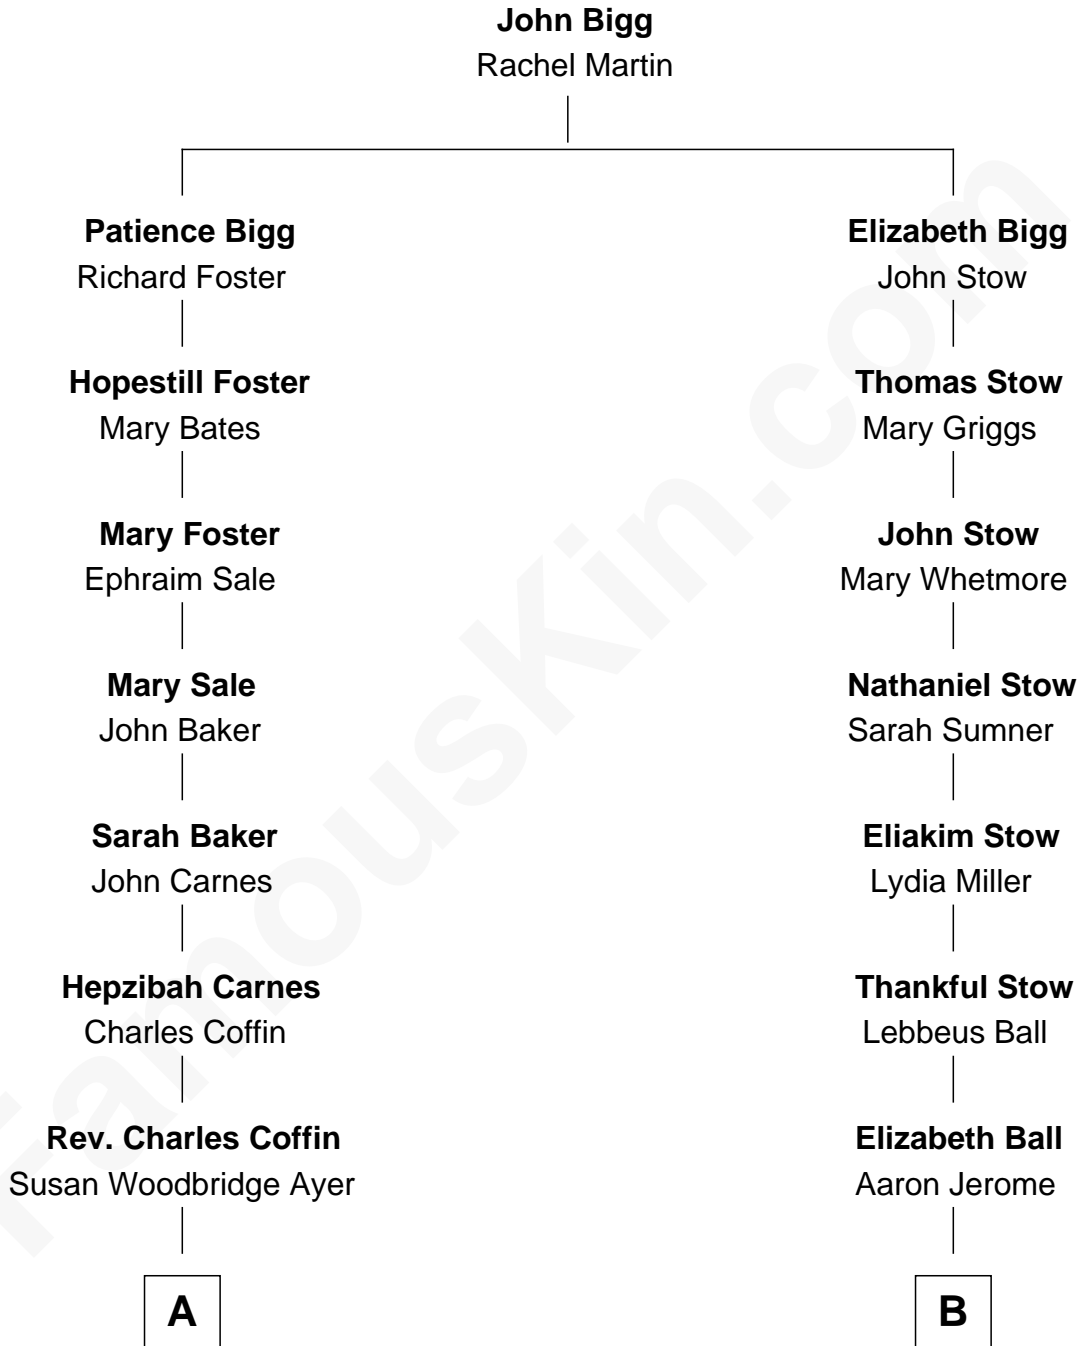 John Bigg
Rachel Martin
Patience Bigg
Richard Foster
Elizabeth Bigg
John Stow
Hopestill Foster
Mary Bates
Thomas Stow
Mary Griggs
Mary Foster
Ephraim Sale
John Stow
Mary Whetmore
Mary Sale
John Baker
Nathaniel Stow
Sarah Sumner
Sarah Baker
John Carnes
Eliakim Stow
Lydia Miller
Hepzibah Carnes
Charles Coffin
Thankful Stow
Lebbeus Ball
Rev. Charles Coffin
Susan Woodbridge Ayer
Elizabeth Ball
Aaron Jerome
A
B
FamousKin.com